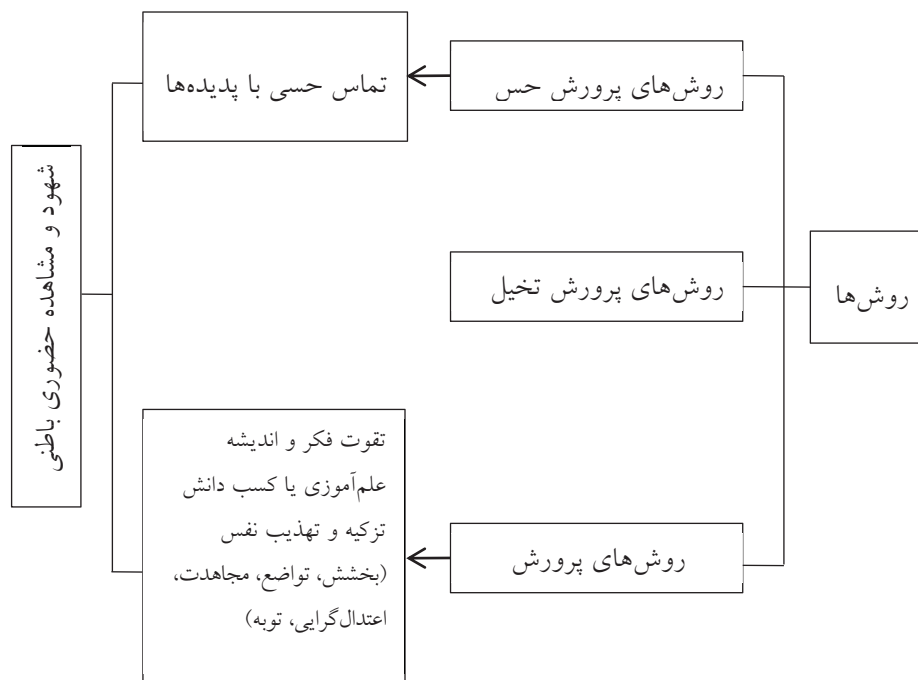 روش‌ها
روش‌های پرورش حس
تماس حسی با پدیده‌ها
روش‌های پرورش تخیل
روش‌های پرورش
تقوت فکر و اندیشه
علم‌آموزی یا کسب دانش
تزکیه و تهذیب نفس
(بخشش، تواضع، مجاهدت،
اعتدال‌گرایی، توبه)
شهود و مشاهده حضوری باطنی